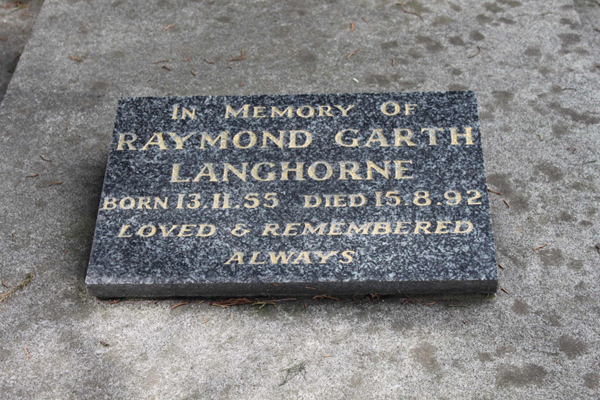 IN MEMORY OF
RAYMOND GARTH
LANGHORNE
BORN 13.11.55 DIED 15.8.92
LOVED & REMEMBERED
ALWAYS